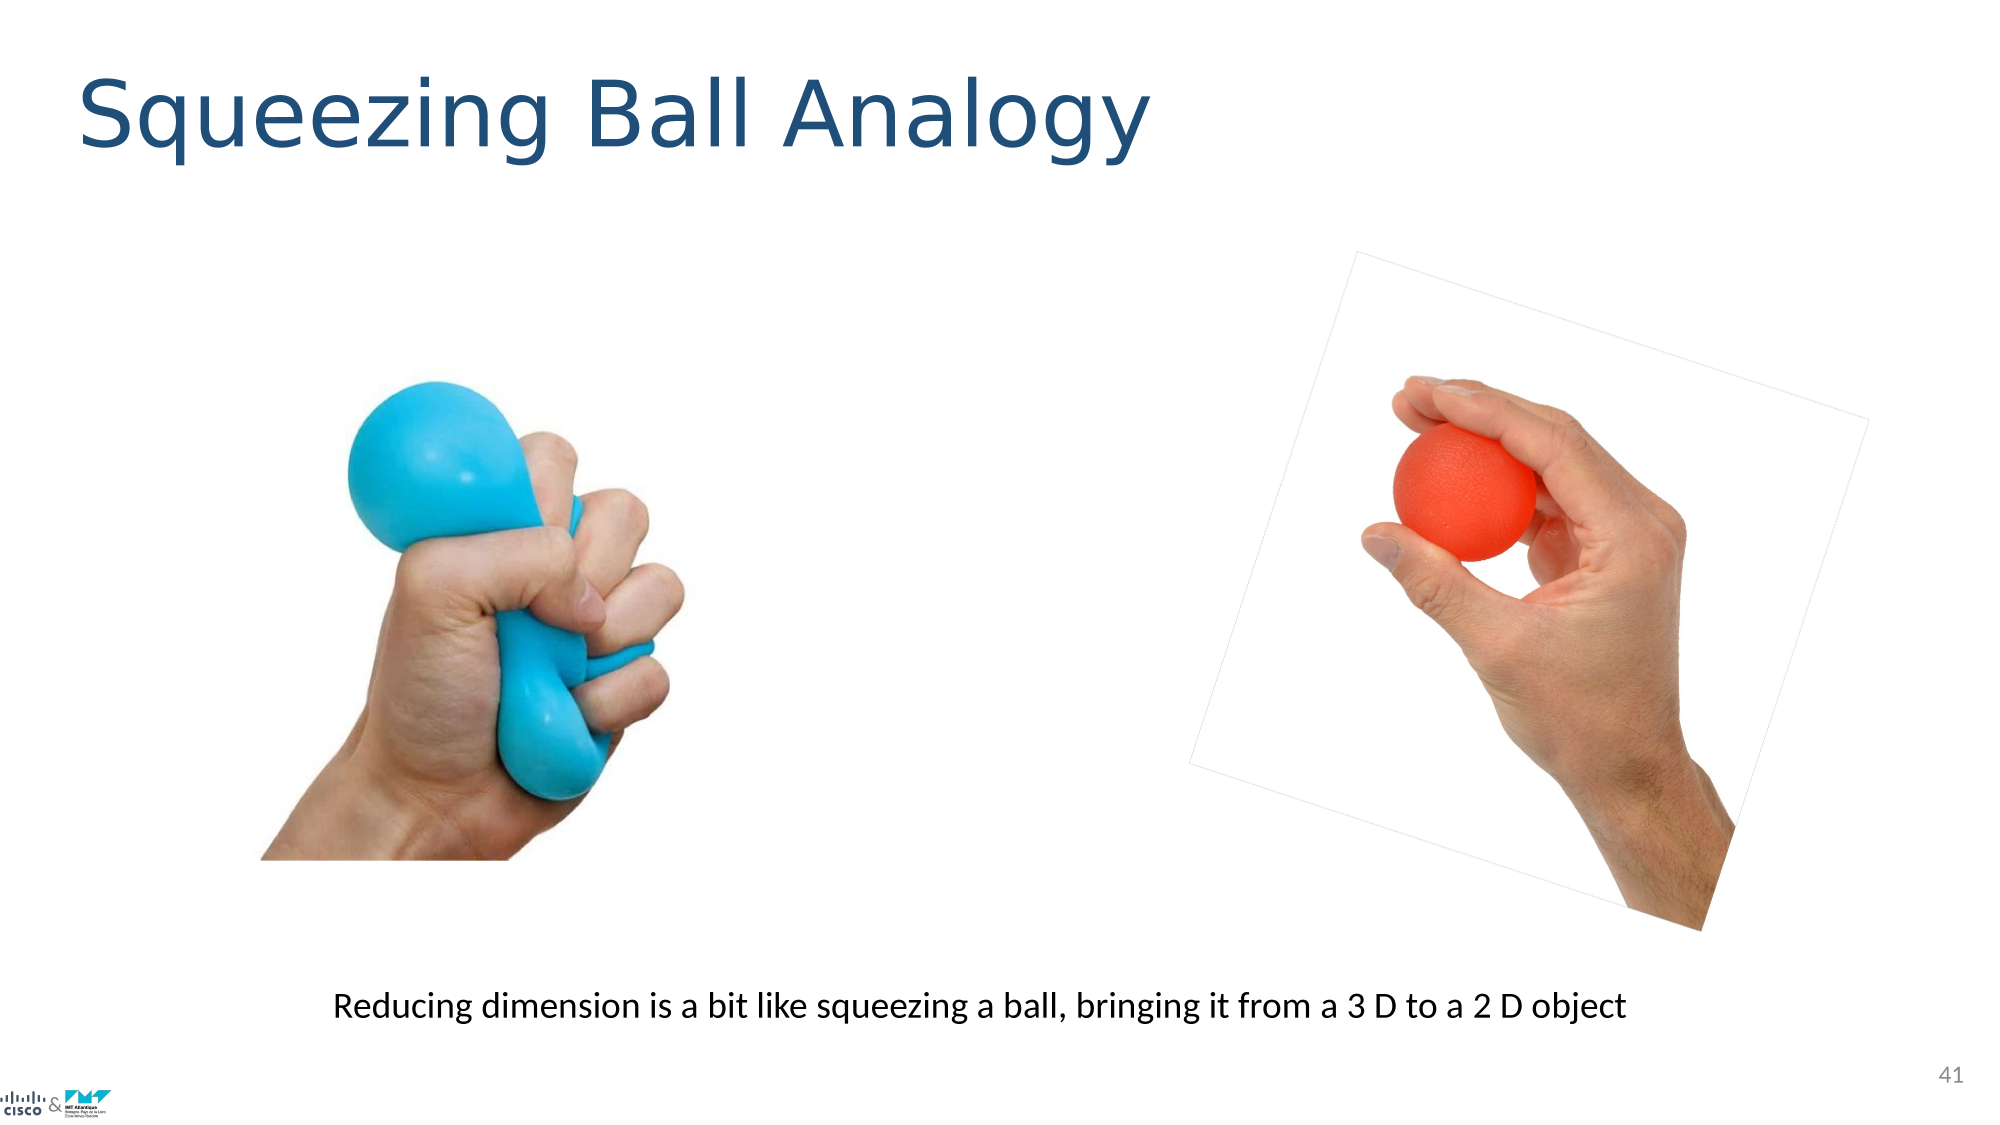 Squeezing Ball Analogy
Reducing dimension is a bit like squeezing a ball, bringing it from a 3 D to a 2 D object
41
CISCO & IMT Atlantique